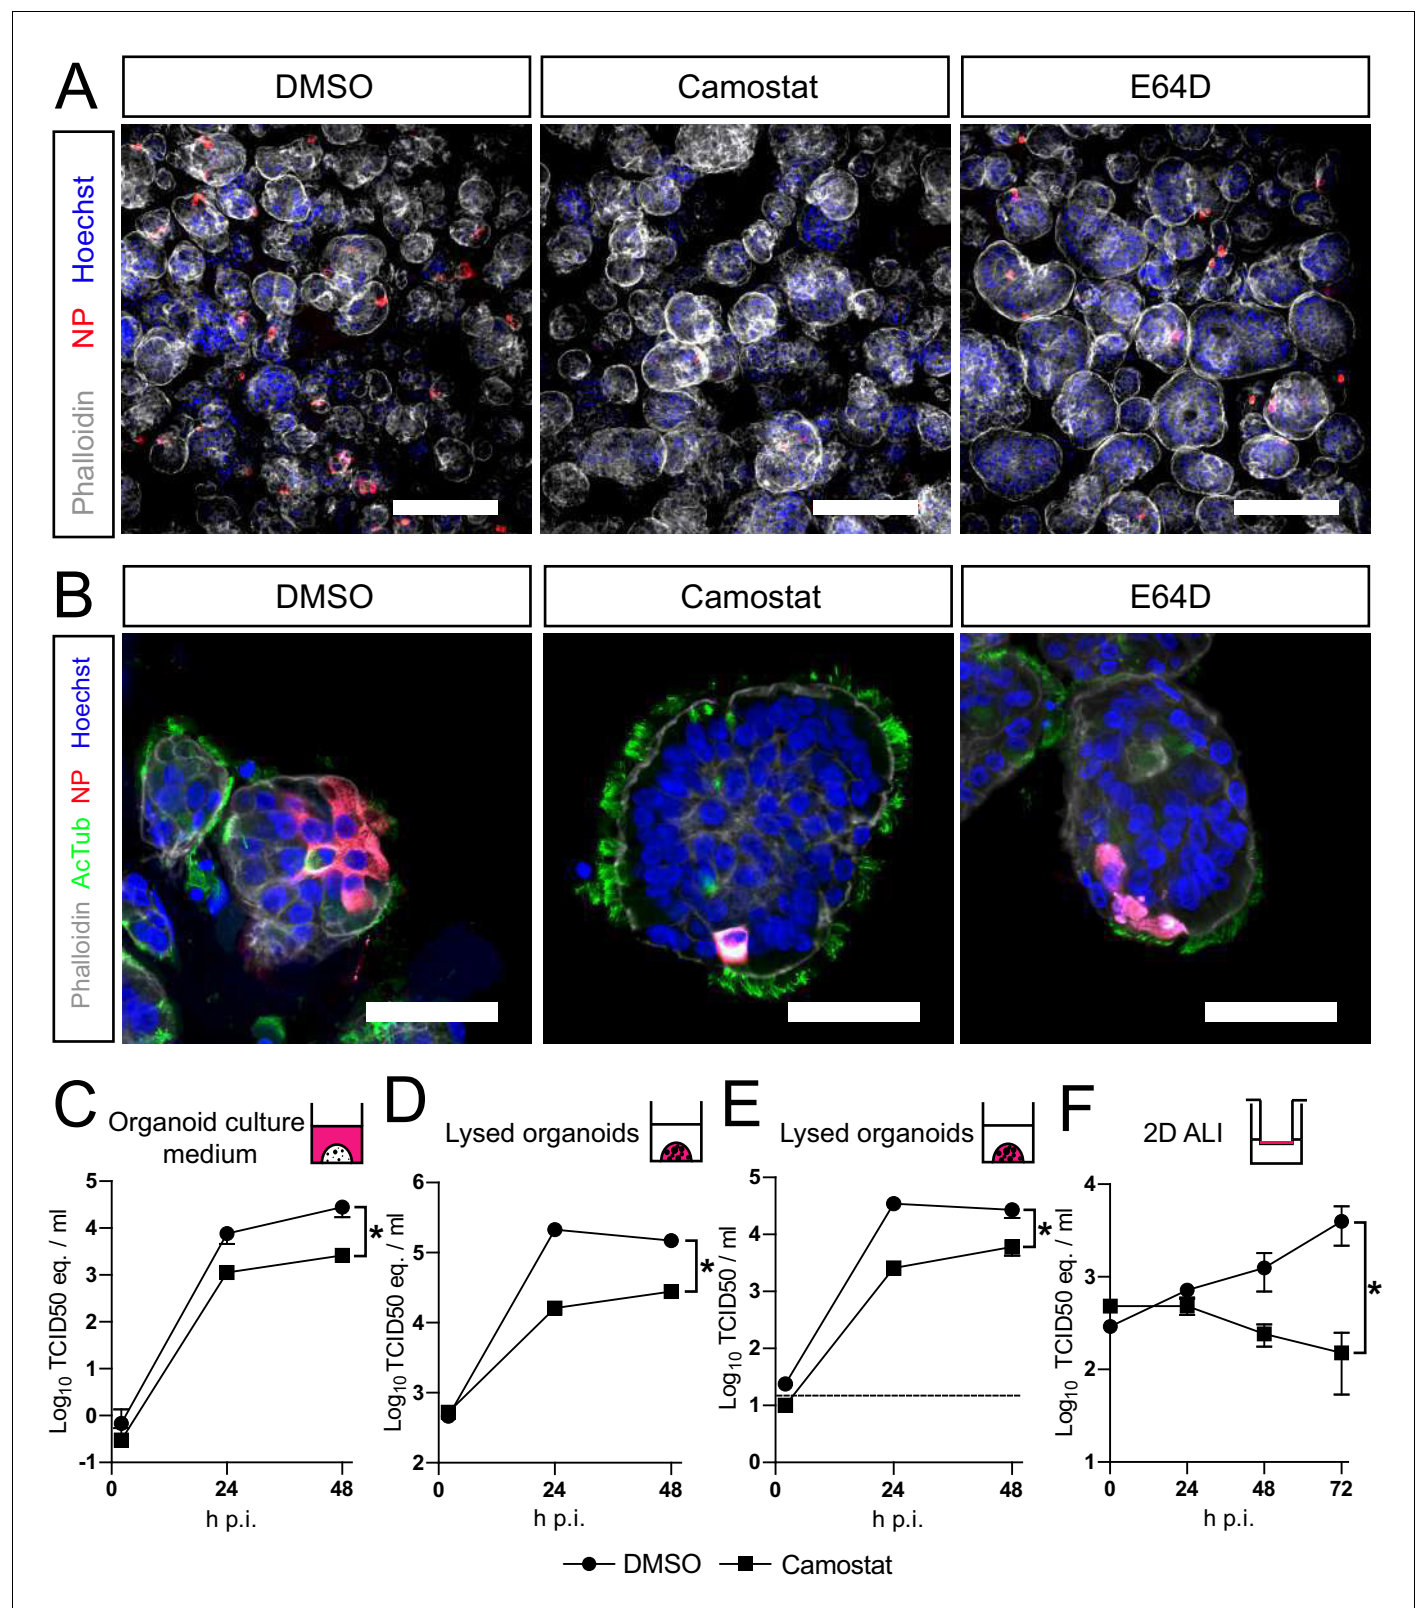 A
DMSO
Camostat
E64D
Phalloidin NP Hoechst
B
DMSO
Camostat
E64D
Phalloidin AcTub NP Hoechst
C
Organoid culture
medium
Log10 TCID50 eq. / ml
5
4
3
2
1
0
-1
*
0
24
48
h p.i.
D
Lysed organoids
Log10 TCID50 eq. / ml
6
5
4
3
2
*
0
24
48
h p.i.
E
Lysed organoids
Log10 TCID50 / ml
5
4
3
2
1
0
*
0
24
48
h p.i.
F
2D ALI
Log10 TCID50 eq. / ml
4
3
2
1
*
0
24
48
72
h p.i.
DMSO
Camostat